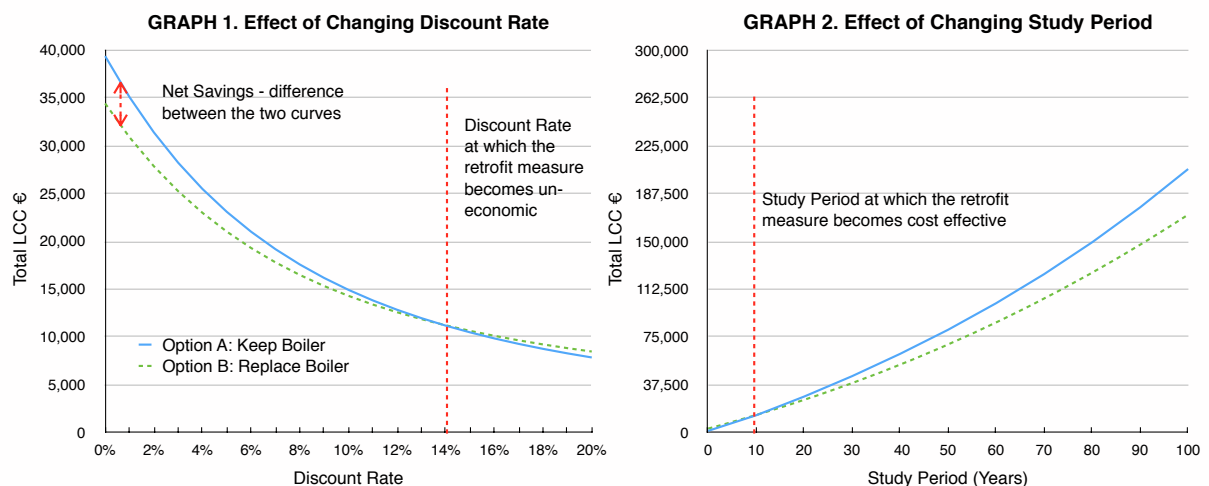 GRAPH 1. Effect of Changing Discount Rate
Total LCC €
40,000
35,000
30,000
25,000
20,000
15,000
10,000
5,000
0
Net Savings - difference
between the two curves
Discount Rate
at which the
retrofit measure
becomes un-
economic
Option A: Keep Boiler
Option B: Replace Boiler
0% 2% 4% 6% 8% 10% 12% 14% 16% 18% 20%
Discount Rate
GRAPH 2. Effect of Changing Study Period
Total LCC €
300,000
262,500
225,000
187,500
150,000
112,500
75,000
37,500
0
Study Period at which the retrofit
measure becomes cost effective
0 10 20 30 40 50 60 70 80 90 100
Study Period (Years)